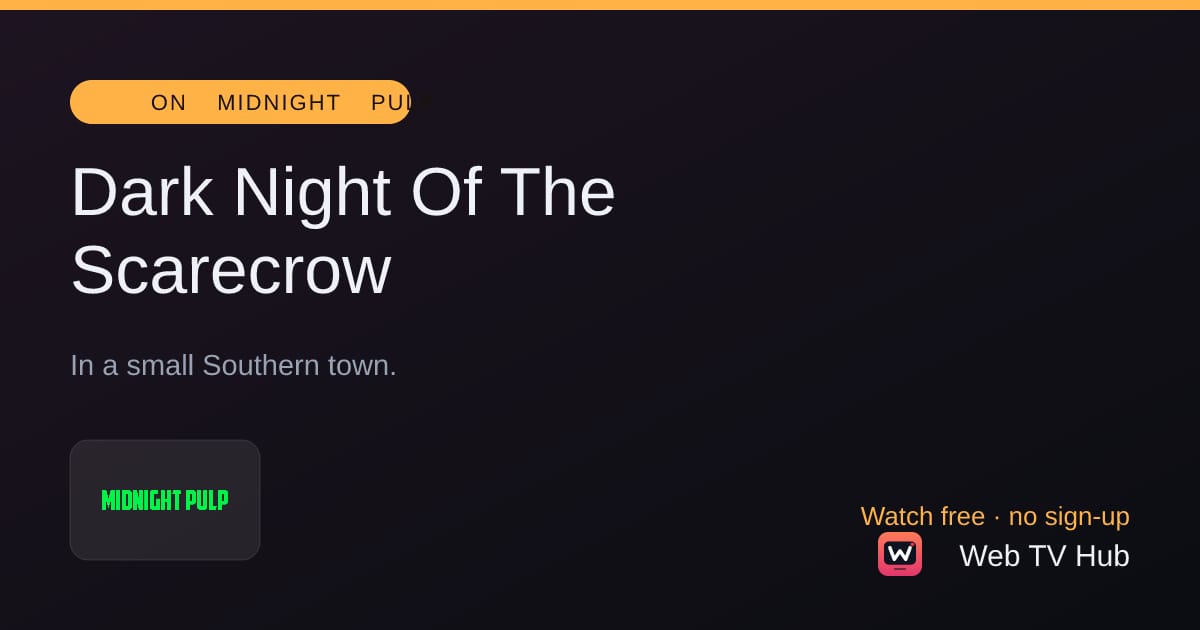 ON MIDNIGHT PULP
Dark Night Of The
Scarecrow
In a small Southern town.
MIDNIGHT PULP
Watch free · no sign-up
W
Web TV Hub